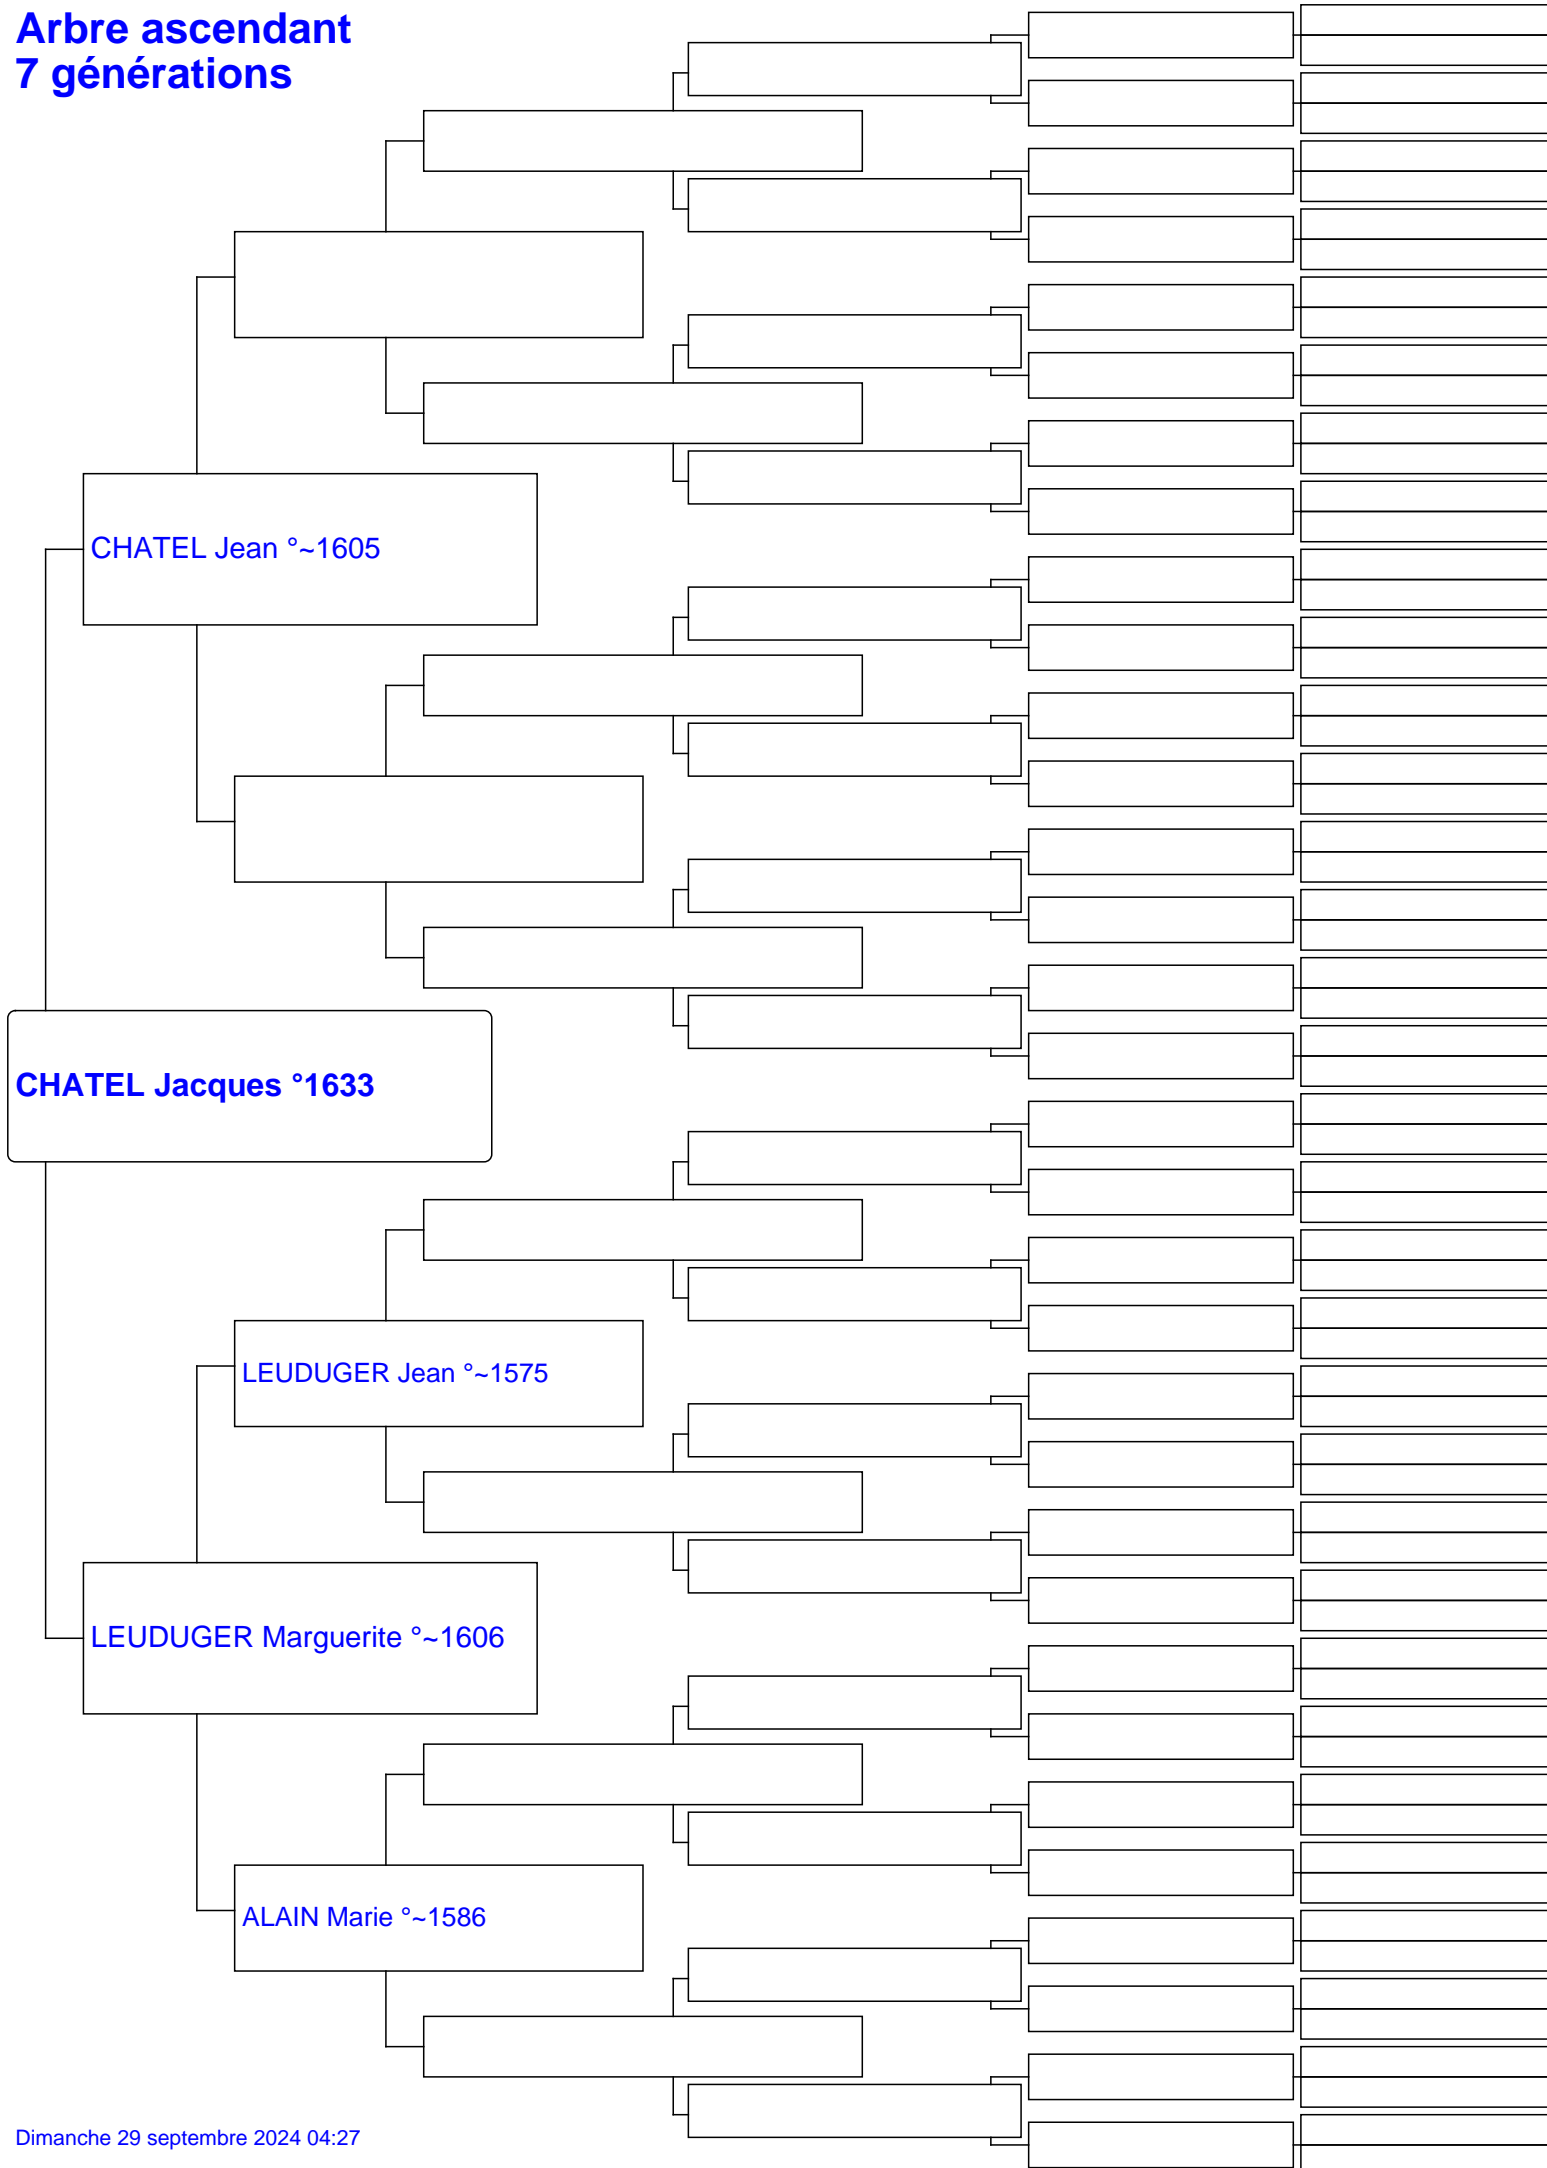 Arbre ascendant
7 générations
CHATEL Jean °~1605
CHATEL Jacques °1633
LEUDUGER Jean °~1575
LEUDUGER Marguerite °~1606
ALAIN Marie °~1586
Dimanche 29 septembre 2024 04:27